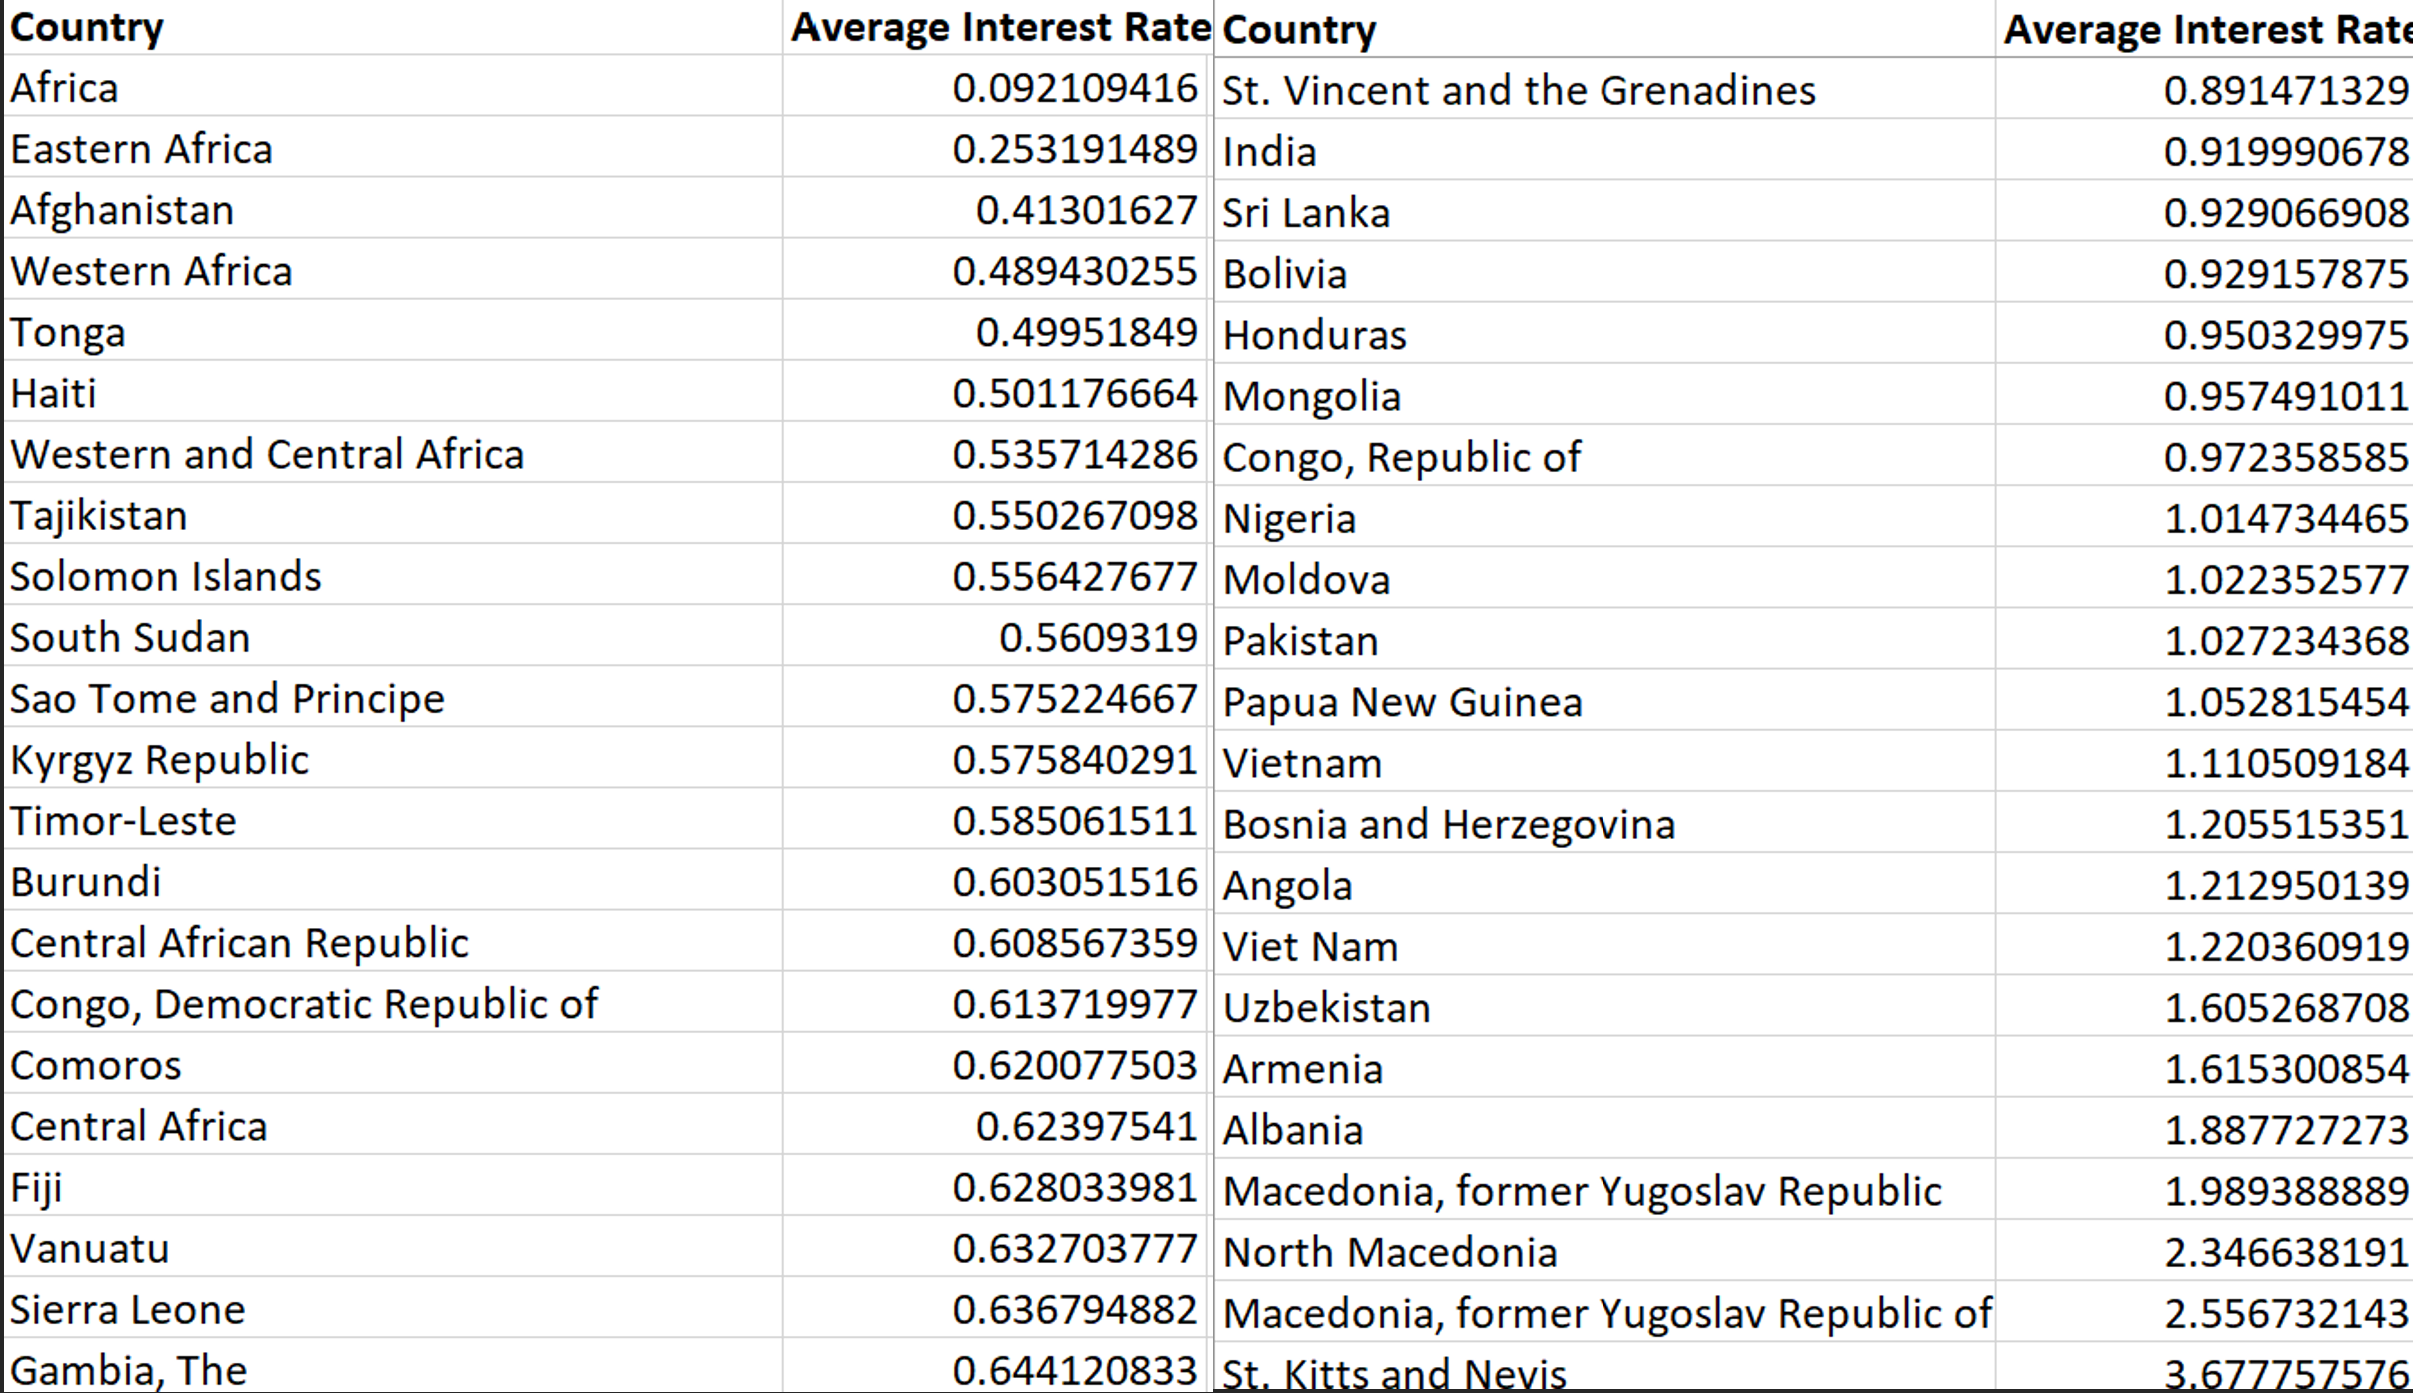 Country Average Interest Rate
Africa 0.092109416
Eastern Africa 0.253191489
Afghanistan 0.41301627
Western Africa 0.489430255
Tonga 0.49951849
Haiti 0.501176664
Western and Central Africa 0.535714286
Tajikistan 0.550267098
Solomon Islands 0.556427677
South Sudan 0.5609319
Sao Tome and Principe 0.575224667
Kyrgyz Republic 0.575840291
Timor-Leste 0.585061511
Burundi 0.603051516
Central African Republic 0.608567359
Congo, Democratic Republic of 0.613719977
Comoros 0.620077503
Central Africa 0.62397541
Fiji 0.628033981
Vanuatu 0.632703777
Sierra Leone 0.636794882
Gambia, The 0.644120833
Country Average Interest Rate
St. Vincent and the Grenadines 0.891471329
India 0.919990678
Sri Lanka 0.929066908
Bolivia 0.929157875
Honduras 0.950329975
Mongolia 0.957491011
Congo, Republic of 0.972358585
Nigeria 1.014734465
Moldova 1.022352577
Pakistan 1.027234368
Papua New Guinea 1.052815454
Vietnam 1.110509184
Bosnia and Herzegovina 1.205515351
Angola 1.212950139
Viet Nam 1.220360919
Uzbekistan 1.605268708
Armenia 1.615300854
Albania 1.887727273
Macedonia, former Yugoslav Republic 1.989388889
North Macedonia 2.346638191
Macedonia, former Yugoslav Republic of 2.556732143
St. Kitts and Nevis 3.677757576